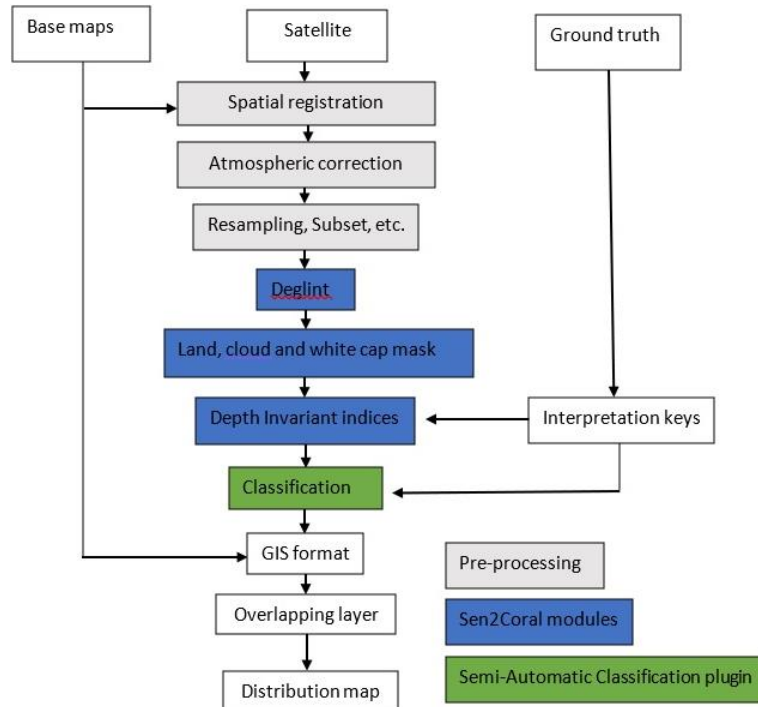 Base maps
Satellite
Ground truth
Spatial registration
Atmospheric correction
Resampling, Subset, etc.
Deglint
Land, cloud and white cap mask
Depth Invariant indices
Interpretation keys
Classification
GIS format
Overlapping layer
Distribution map
Pre-processing
Sen2Coral modules
Semi-Automatic Classification plugin